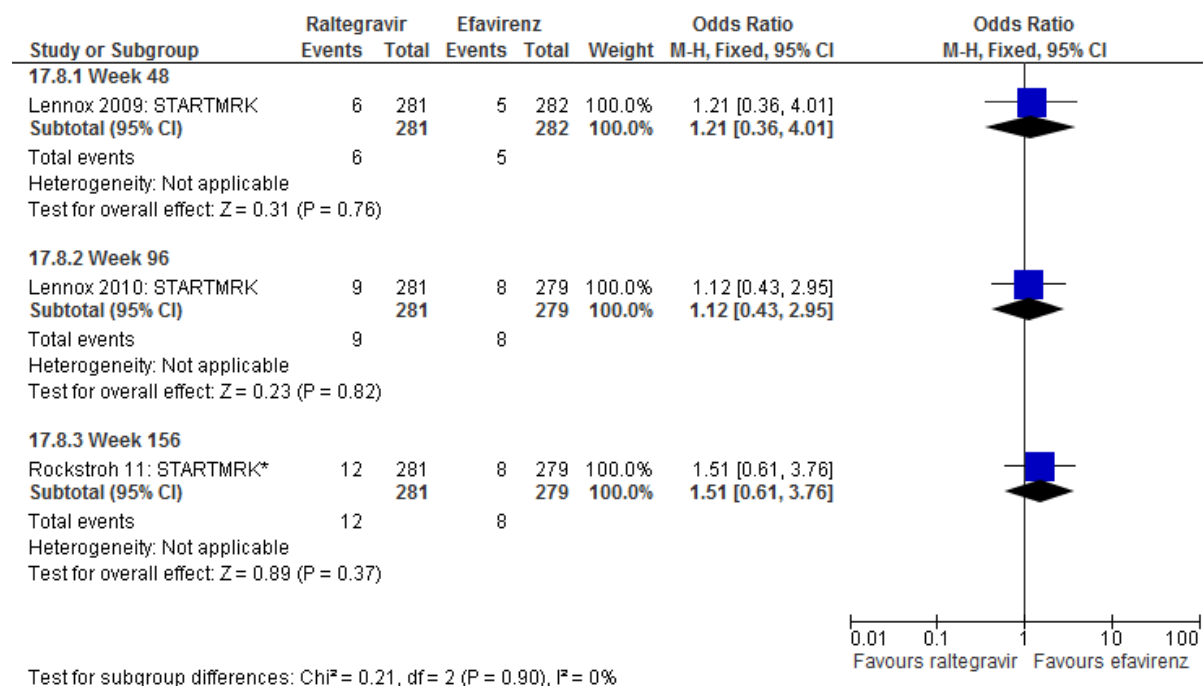 Raltegravir Efavirenz Odds Ratio Odds Ratio
Study or Subgroup Events Total Events Total Weight M-H, Fixed, 95% CI M-H, Fixed, 95% CI
17.8.1 Week 48
Lennox 2009: STARTMRK 6 281 5 282 100.0% 1.21 [0.36, 4.01]
Subtotal (95% CI) 281 282 100.0% 1.21 [0.36, 4.01]
Total events 6 5
Heterogeneity: Not applicable
Test for overall effect: Z = 0.31 (P = 0.76)
17.8.2 Week 96
Lennox 2010: STARTMRK 9 281 8 279 100.0% 1.12 [0.43, 2.95]
Subtotal (95% CI) 281 279 100.0% 1.12 [0.43, 2.95]
Total events 9 8
Heterogeneity: Not applicable
Test for overall effect: Z = 0.23 (P = 0.82)
17.8.3 Week 156
Rockstroh 11: STARTMRK* 12 281 8 279 100.0% 1.51 [0.61, 3.76]
Subtotal (95% CI) 281 279 100.0% 1.51 [0.61, 3.76]
Total events 12 8
Heterogeneity: Not applicable
Test for overall effect: Z = 0.89 (P = 0.37)
0.01 0.1 1 10 100
Favours raltegravir Favours efavirenz
Test for subgroup differences: Chi² = 0.21, df = 2 (P = 0.90), I² = 0%